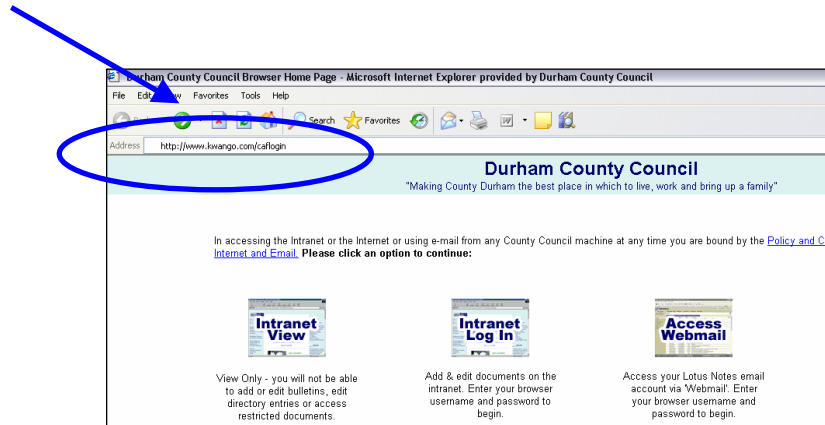 Durham County Council Browser Home Page - Microsoft Internet Explorer provided by Durham County Council
File Edit View Favorites Tools Help
Search Favorites
Address http://www.kwango.com/caflogin
Durham County Council
"Making County Durham the best place in which to live, work and bring up a family"
In accessing the Intranet or the Internet or using e-mail from any County Council machine at any time you are bound by the Policy and C
Internet and Email. Please click an option to continue:
Intranet View
Intranet Log In
Access Webmail
View Only - you will not be able to add or edit bulletins, edit directory entries or access restricted documents.
Add & edit documents on the intranet. Enter your browser username and password to begin.
Access your Lotus Notes email account via 'Webmail'. Enter your browser username and password to begin.